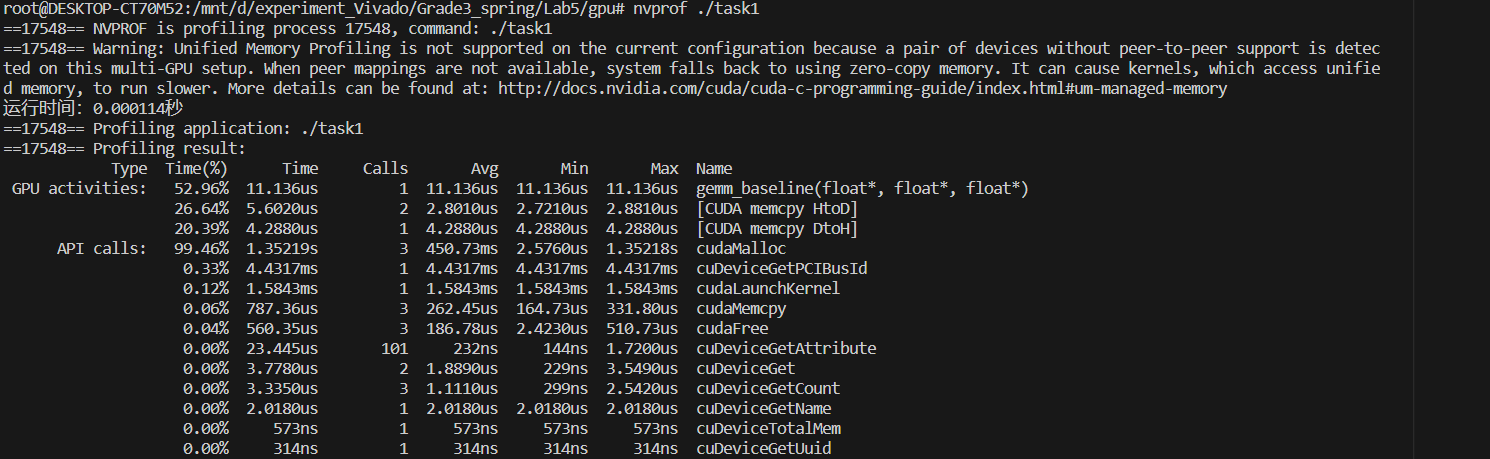 root@DESKTOP-CT70M52:/mnt/d/experiment_Vivado/Grade3_spring/Lab5/gpu# nvprof ./task1
==17548== NVPROF is profiling process 17548, command: ./task1
==17548== Warning: Unified Memory Profiling is not supported on the current configuration because a pair of devices without peer-to-peer support is detec
ted on this multi-GPU setup. When peer mappings are not available, system falls back to using zero-copy memory. It can cause kernels, which access unifie
d memory, to run slower. More details can be found at: http://docs.nvidia.com/cuda/cuda-c-programming-guide/index.html#um-managed-memory
运行时间: 0.000114秒
==17548== Profiling application: ./task1
==17548== Profiling result:
Type Time(%) Time Calls Avg Min Max Name
GPU activities: 52.96% 11.136us 1 11.136us 11.136us 11.136us gemm_baseline(float*, float*, float*)
26.64% 5.6020us 2 2.8010us 2.7210us 2.8810us [CUDA memcpy HtoD]
20.39% 4.2880us 1 4.2880us 4.2880us 4.2880us [CUDA memcpy DtoH]
API calls: 99.46% 1.35219s 3 450.73ms 2.5760us 1.35218s cudaMalloc
0.33% 4.4317ms 1 4.4317ms 4.4317ms 4.4317ms cuDeviceGetPCIBusId
0.12% 1.5843ms 1 1.5843ms 1.5843ms 1.5843ms cudaLaunchKernel
0.06% 787.36us 3 262.45us 164.73us 331.80us cudaMemcpy
0.04% 560.35us 3 186.78us 2.4230us 510.73us cudaFree
0.00% 23.445us 101 232ns 144ns 1.7200us cuDeviceGetAttribute
0.00% 3.7780us 2 1.8890us 229ns 3.5490us cuDeviceGet
0.00% 3.3350us 3 1.1110us 299ns 2.5420us cuDeviceGetCount
0.00% 2.0180us 1 2.0180us 2.0180us 2.0180us cuDeviceGetName
0.00% 573ns 1 573ns 573ns 573ns cuDeviceTotalMem
0.00% 314ns 1 314ns 314ns 314ns cuDeviceGetUuid